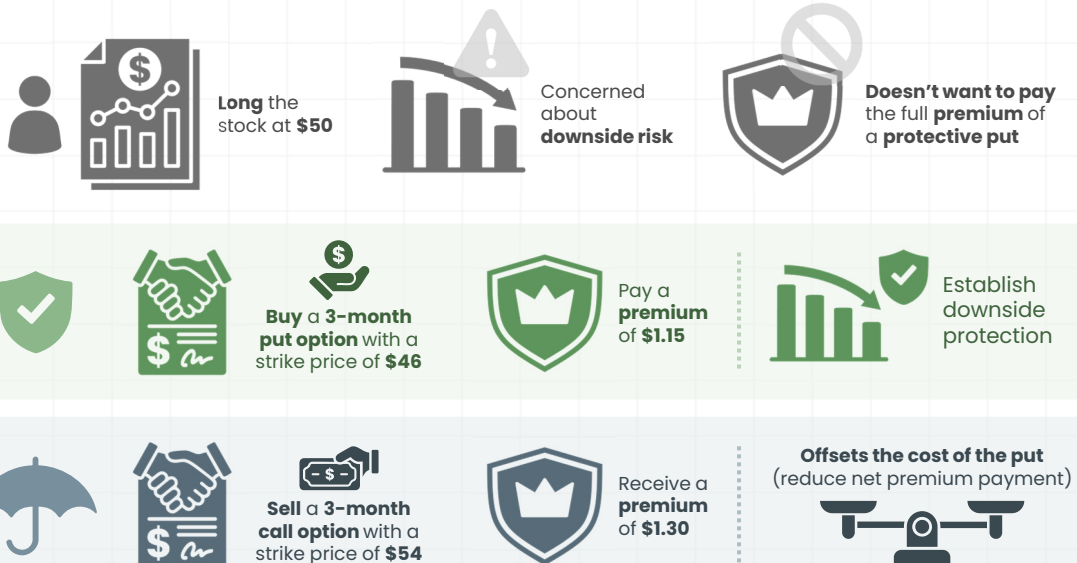 Long the
stock at $50
Concerned
about
downside risk
Doesn't want to pay
the full premium of
a protective put
$
$
Buy a 3-month
put option with a
strike price of $46
$
Pay a
premium
of $1.15
Establish
downside
protection
$
Sell a 3-month
call option with a
strike price of $54
$
Receive a
premium
of $1.30
Offsets the cost of the put
(reduce net premium payment)